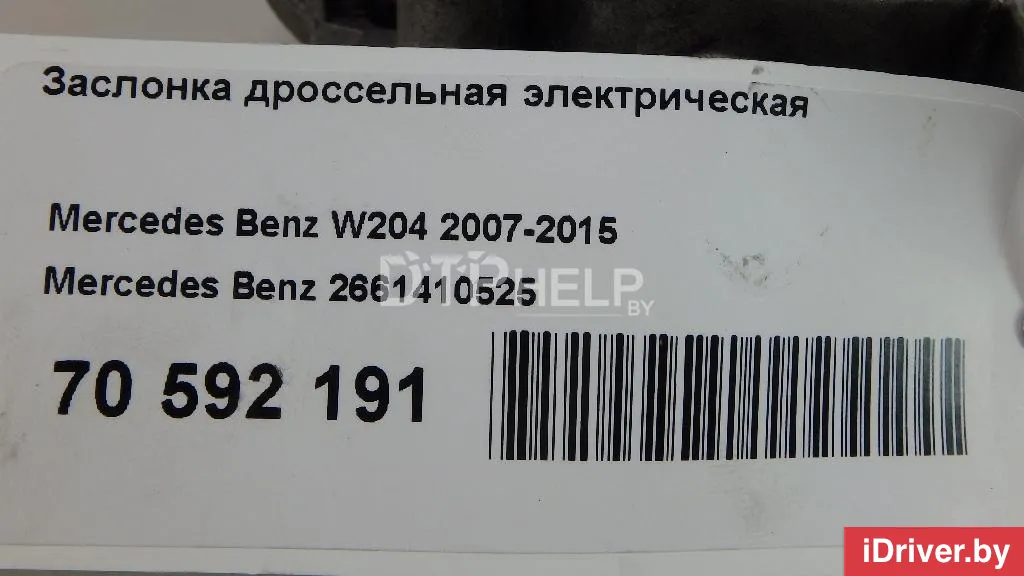 Заслонка дроссельная электрическая
Mercedes Benz W204 2007-2015
Mercedes Benz 2661410525
DTPHELP.BY
70 592 191
iDriver.by